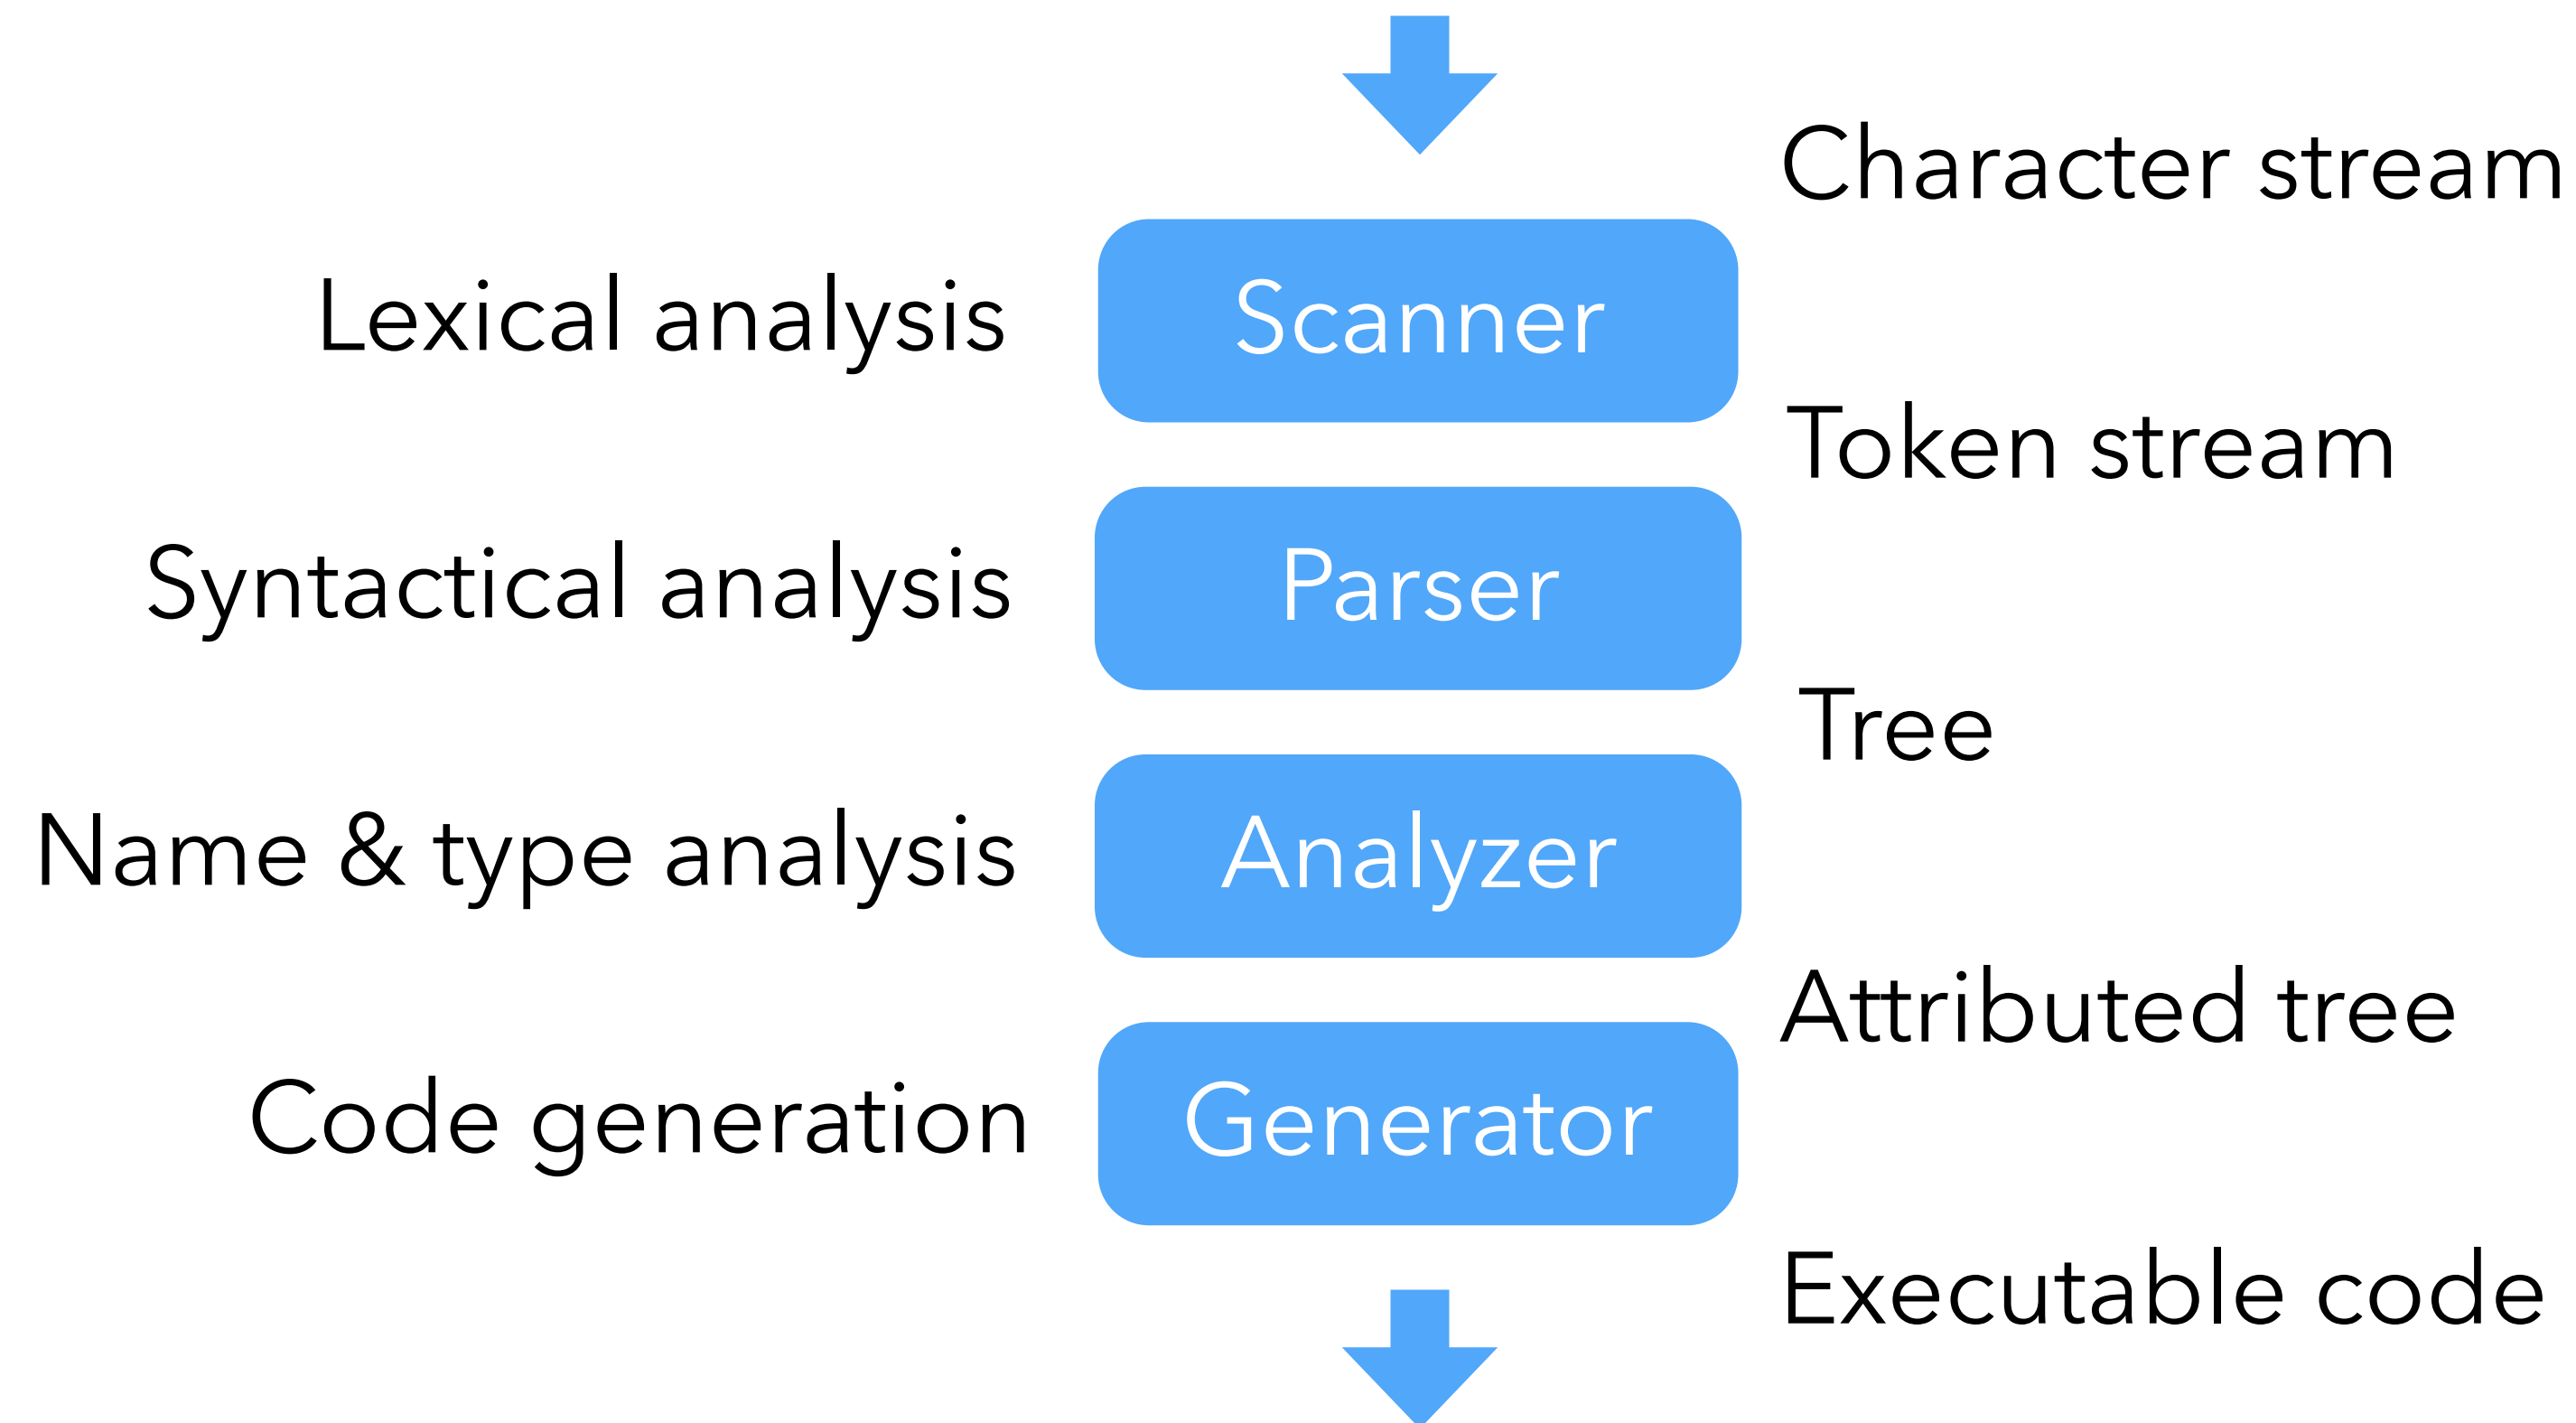 Character stream
Lexical analysis
Scanner
Token stream
Syntactical analysis
Parser
Tree
Name & type analysis
Analyzer
Attributed tree
Code generation
Generator
Executable code